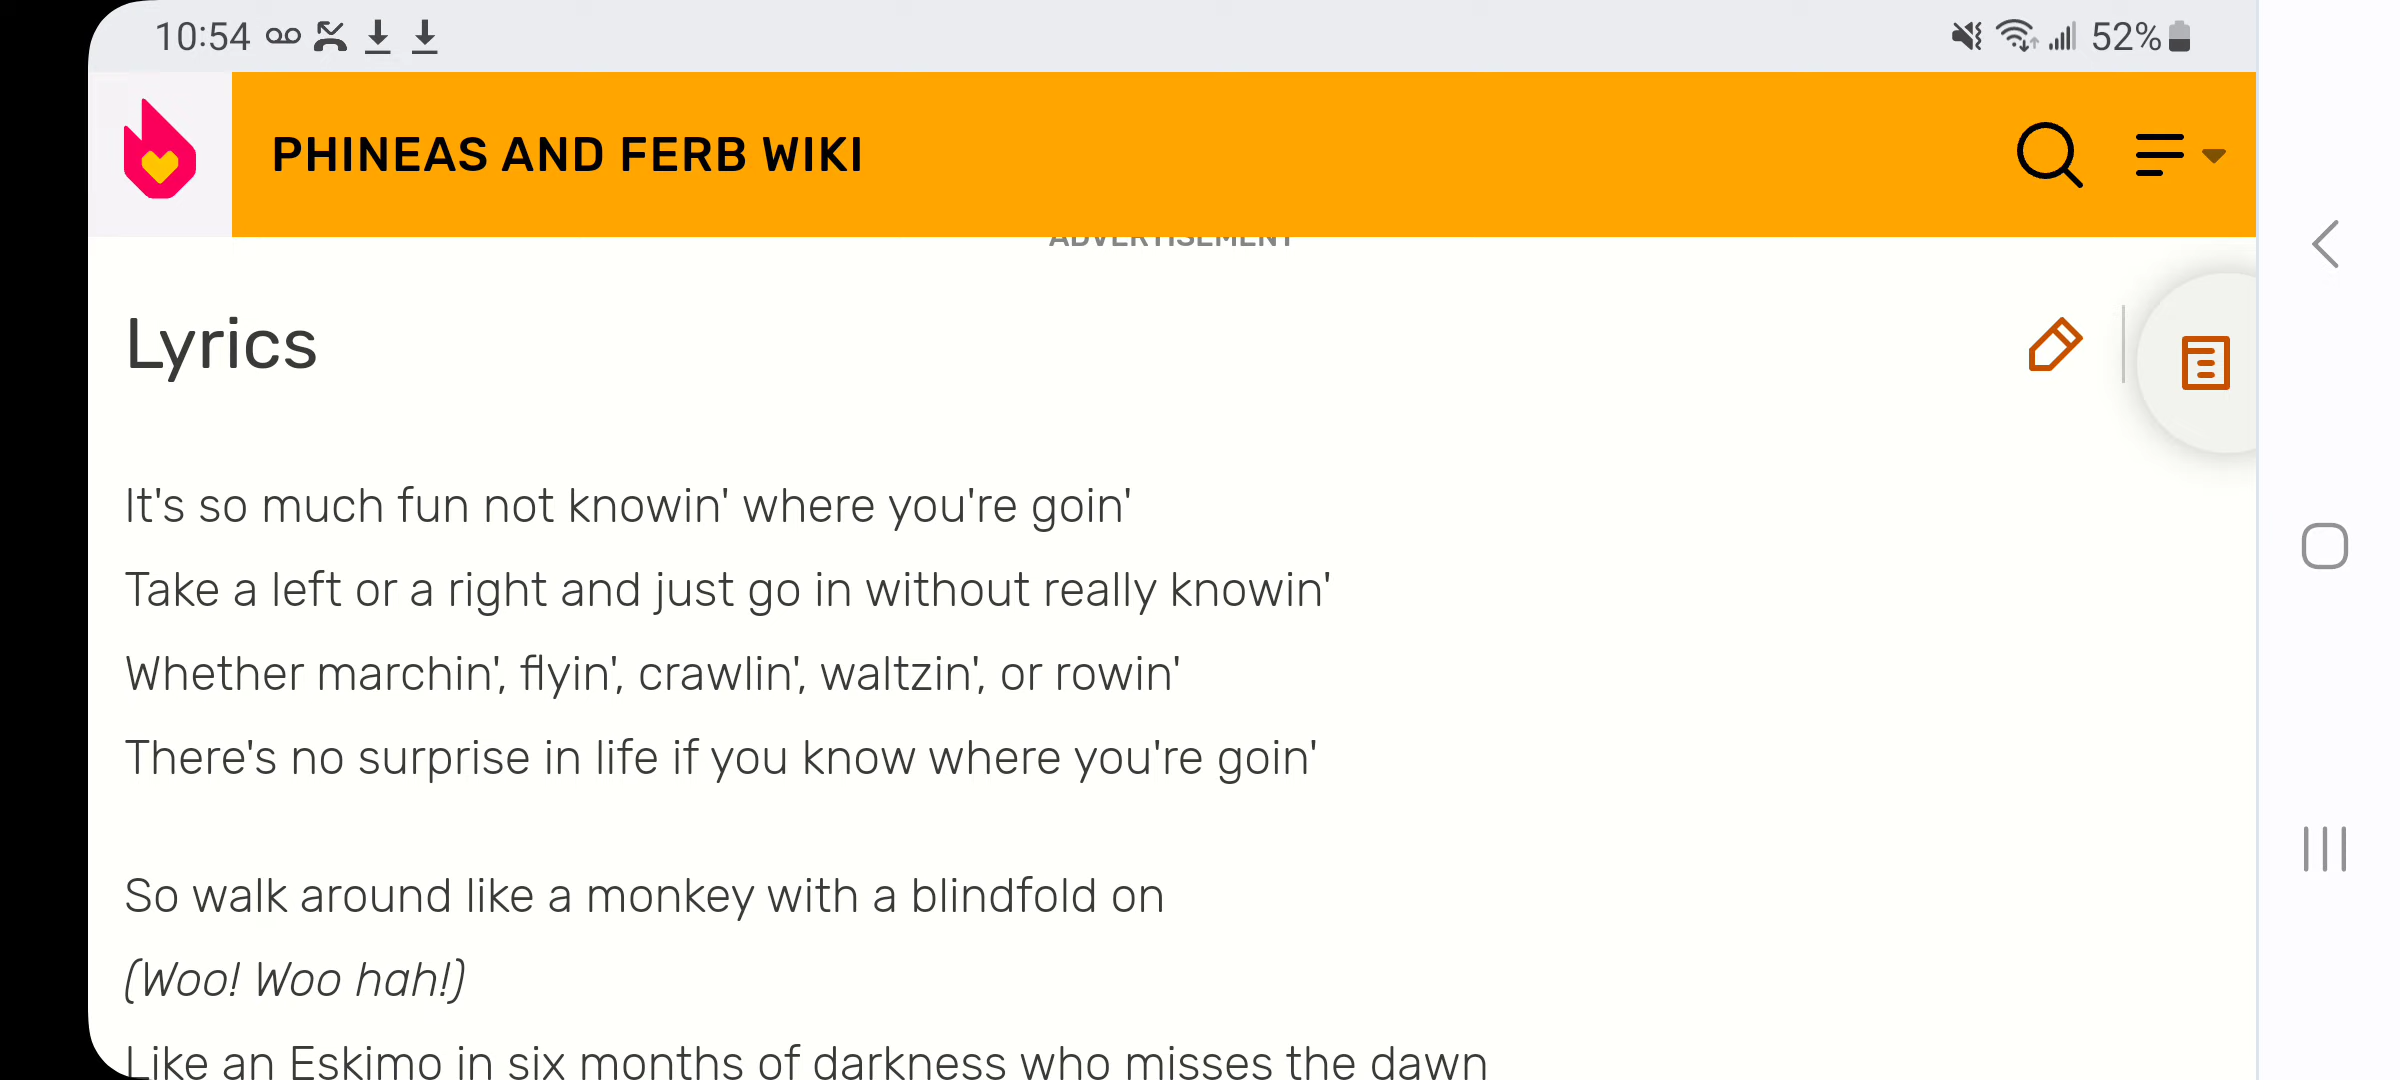 10:54 52%
PHINEAS AND FERB WIKI
ADVERTISEMENT
Lyrics
It's so much fun not knowin' where you're goin'
Take a left or a right and just go in without really knowin'
Whether marchin', flyin', crawlin', waltzin', or rowin'
There's no surprise in life if you know where you're goin'
So walk around like a monkey with a blindfold on
(Woo! Woo hah!)
Like an Eskimo in six months of darkness who misses the dawn